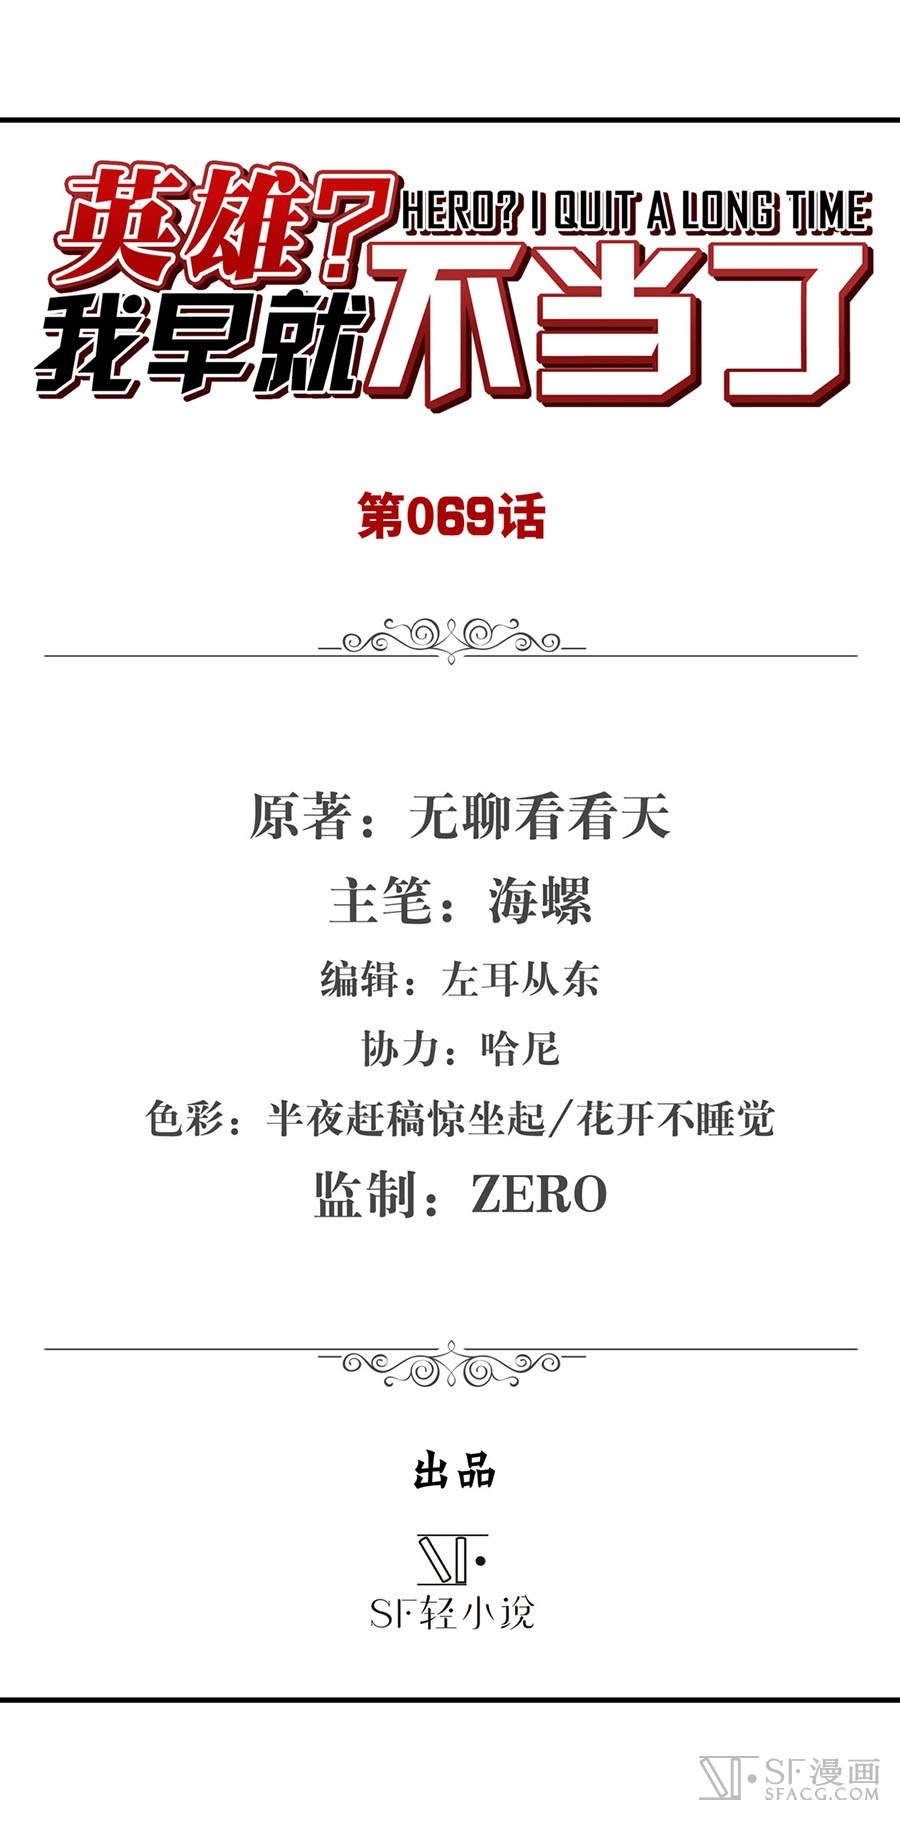 英雄?
HERO? I QUIT A LONG TIME
我早就不当了
第069话
原著：无聊看看天
主笔：海螺
编辑：左耳从东
协力：哈尼
色彩：半夜赶稿惊坐起/花开不睡觉
监制：ZERO
出品
SF轻小说
SF漫画
SFACG.COM